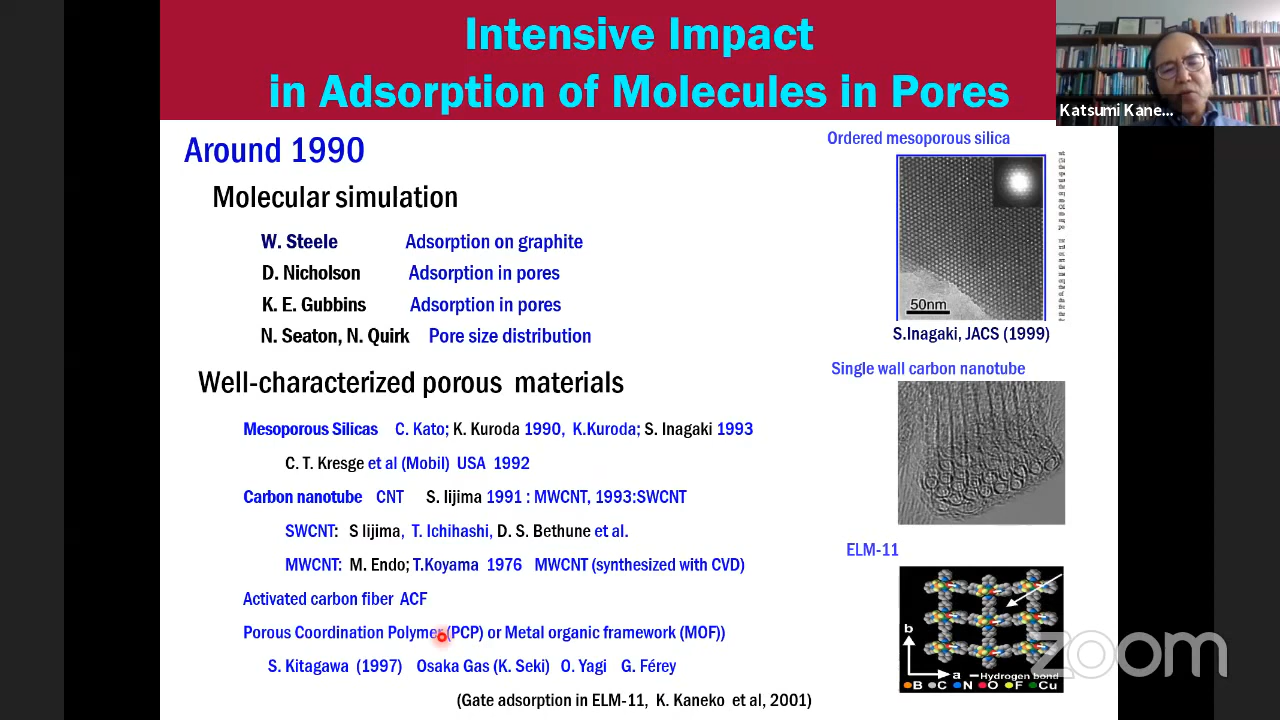 Intensive Impact
in Adsorption of Molecules in Pores
Katsumi Kane...
Around 1990
Ordered mesoporous silica
Molecular simulation
W. Steele Adsorption on graphite
D. Nicholson Adsorption in pores
K. E. Gubbins Adsorption in pores
N. Seaton, N. Quirk Pore size distribution
50nm
S.Inagaki, JACS (1999)
Single wall carbon nanotube
Well-characterized porous materials
Mesoporous Silicas C. Kato; K. Kuroda 1990, K.Kuroda; S. Inagaki 1993
C. T. Kresge et al (Mobil) USA 1992
Carbon nanotube CNT S. Iijima 1991 : MWCNT, 1993:SWCNT
SWCNT: S Iijima, T. Ichihashi, D. S. Bethune et al.
MWCNT: M. Endo; T.Koyama 1976 MWCNT (synthesized with CVD)
ELM-11
Activated carbon fiber ACF
Porous Coordination Polymer (PCP) or Metal organic framework (MOF))
S. Kitagawa (1997) Osaka Gas (K. Seki) O. Yagi G. Férey
(Gate adsorption in ELM-11, K. Kaneko et al, 2001)
b
a Hydrogen bond
B C N O F Cu
zoom